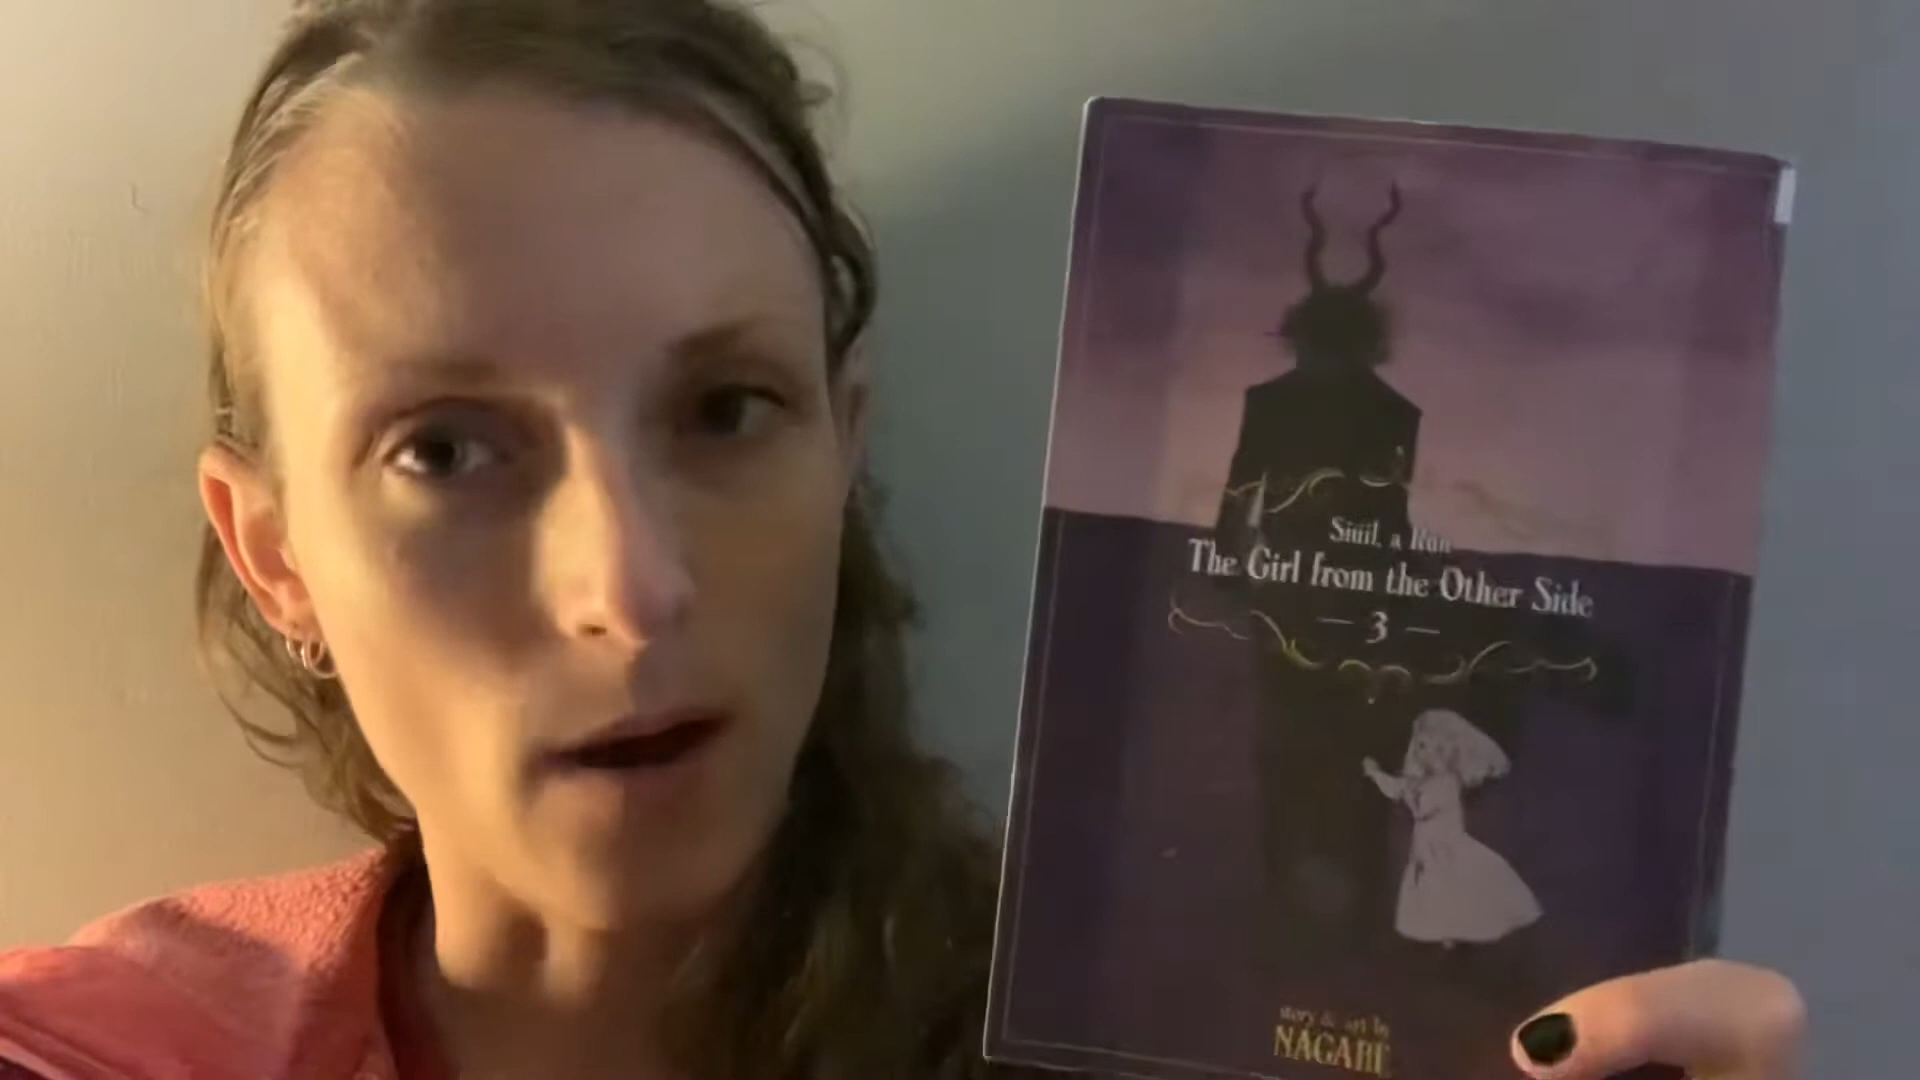 Siúil, a Rún
The Girl from the Other Side
— 3 —
story & art by
NAGABE